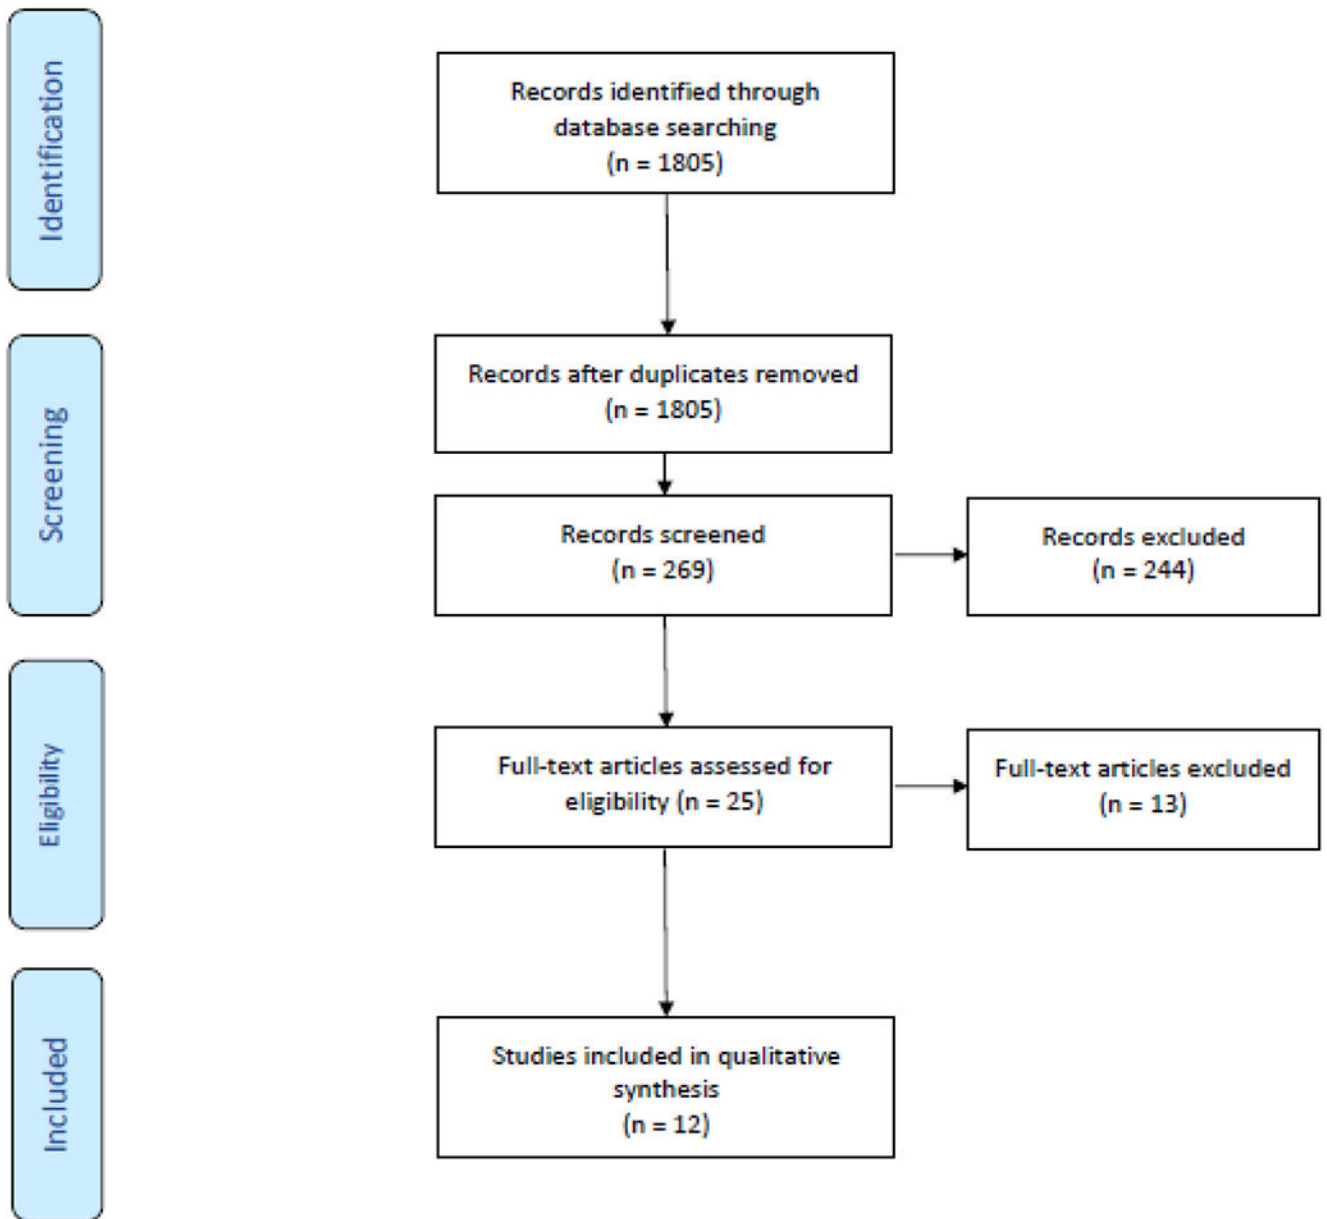 Identification
Records identified through
database searching
(n = 1805)
Screening
Records after duplicates removed
(n = 1805)
Records screened
(n = 269)
Records excluded
(n = 244)
Eligibility
Full-text articles assessed for
eligibility (n = 25)
Full-text articles excluded
(n = 13)
Included
Studies included in qualitative
synthesis
(n = 12)